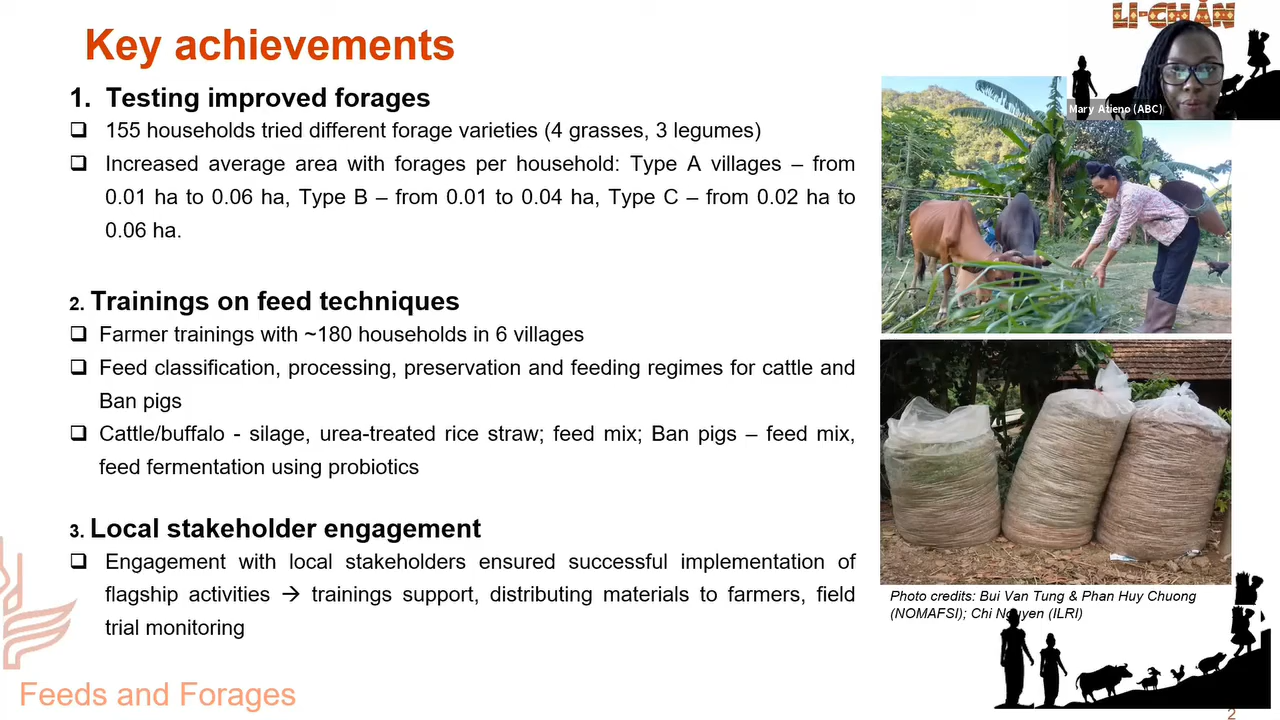 LI-CHĂN
Key achievements
Mary Atieno (ABC)
1. Testing improved forages
❑ 155 households tried different forage varieties (4 grasses, 3 legumes)
❑ Increased average area with forages per household: Type A villages – from
0.01 ha to 0.06 ha, Type B – from 0.01 to 0.04 ha, Type C – from 0.02 ha to
0.06 ha.
2. Trainings on feed techniques
❑ Farmer trainings with ~180 households in 6 villages
❑ Feed classification, processing, preservation and feeding regimes for cattle and
Ban pigs
❑ Cattle/buffalo - silage, urea-treated rice straw; feed mix; Ban pigs – feed mix,
feed fermentation using probiotics
3. Local stakeholder engagement
❑ Engagement with local stakeholders ensured successful implementation of
flagship activities → trainings support, distributing materials to farmers, field
trial monitoring
Photo credits: Bui Van Tung & Phan Huy Chuong
(NOMAFSI); Chi Nguyen (ILRI)
Feeds and Forages
2